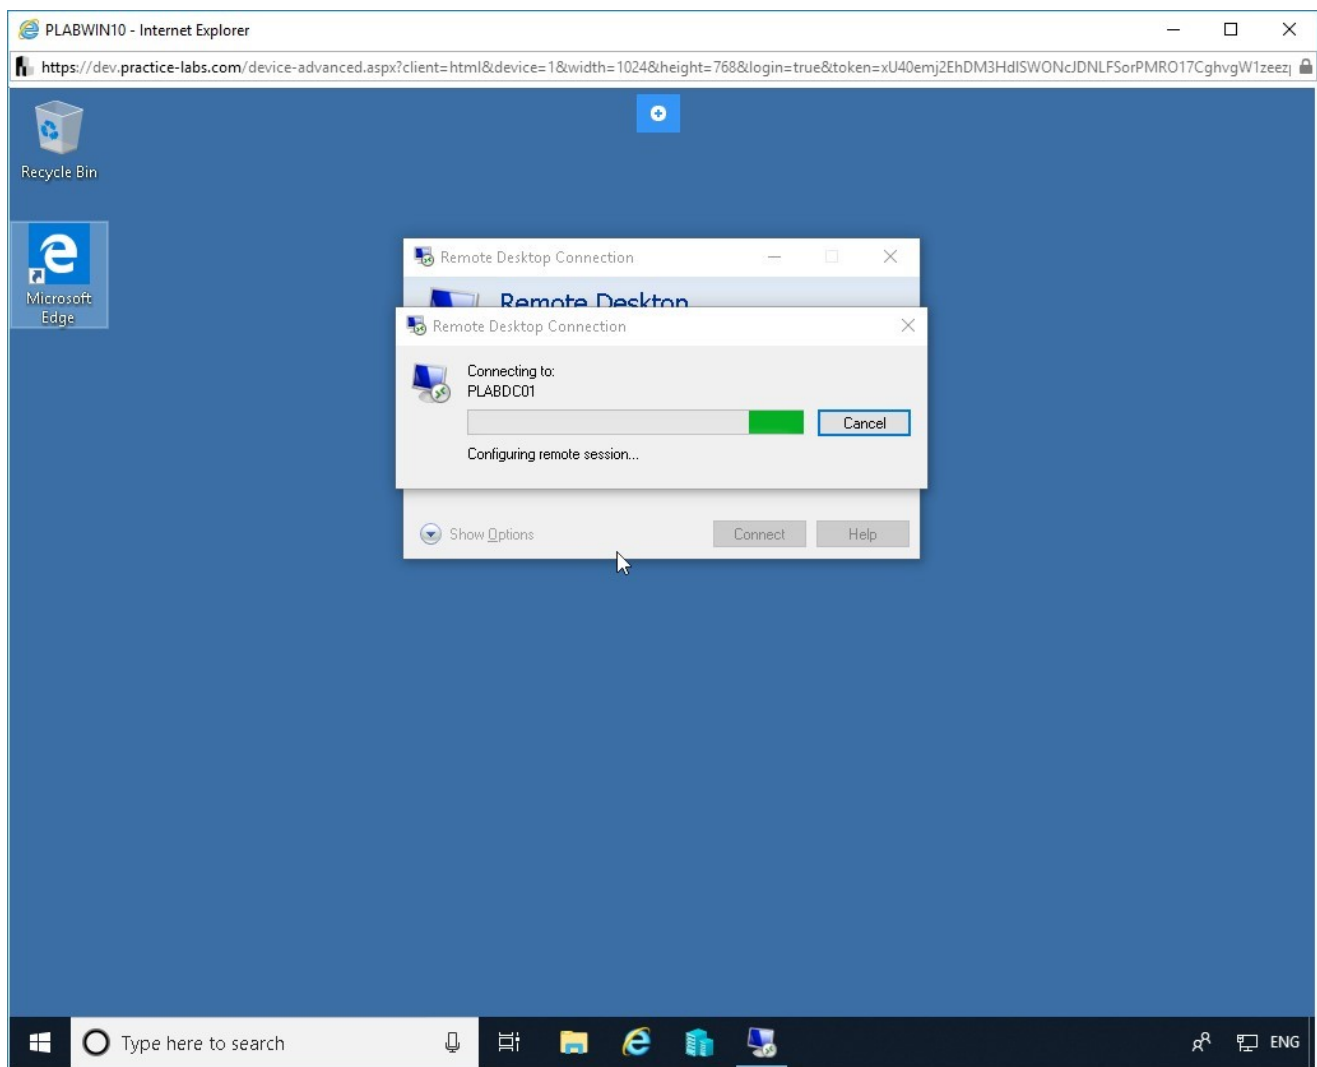 PLABWIN10 - Internet Explorer
https://dev.practice-labs.com/device-advanced.aspx?client=html&device=1&width=1024&height=768&login=true&token=xU40emj2EhDM3HdISWONcJDNLFSorPMRO17CghvgW1zeezp
Recycle Bin
Microsoft
Edge
Remote Desktop Connection
Remote Desktop
Remote Desktop Connection
Connecting to:
PLABDC01
Cancel
Configuring remote session...
Show Options
Connect
Help
Type here to search
ENG